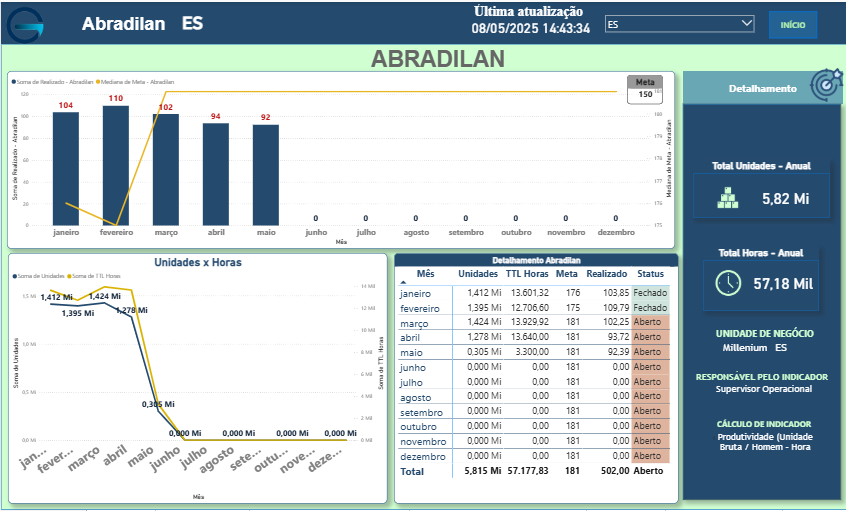 Abradilan ES
Última atualização
08/05/2025 14:43:34
ES
INÍCIO
ABRADILAN
Soma de Realizado - Abradilan Mediana de Meta - Abradilan
Meta
150
Soma de Realizado - Abradilan
120
100
80
60
40
20
0
104
110
102
94
92
0
0
0
0
0
0
0
181
180
179
178
177
176
175
Mediana de Meta - Abradilan
janeiro fevereiro março abril maio junho julho agosto setembro outubro novembro dezembro
Mês
Detalhamento
Total Unidades - Anual
5,82 Mi
Total Horas - Anual
57,18 Mil
UNIDADE DE NEGÓCIO
Millenium ES
RESPONSÁVEL PELO INDICADOR
Supervisor Operacional
CÁLCULO DE INDICADOR
Produtividade (Unidade
Bruta / Homem - Hora
Unidades x Horas
Soma de Unidades Soma de TTL Horas
Soma de Unidades
1,5 Mi
1,0 Mi
0,5 Mi
0,0 Mi
1,412 Mi
1,395 Mi
1,424 Mi
1,278 Mi
0,305 Mi
0,000 Mi
0,000 Mi
0,000 Mi
0,000 Mi
14 Mil
12 Mil
10 Mil
8 Mil
6 Mil
4 Mil
2 Mil
0 Mil
Soma de TTL Horas
jan... fever... março abril maio junho julho agosto sete... outu... nove... deze...
Mês
Detalhamento Abradilan
Mês Unidades TTL Horas Meta Realizado Status
janeiro 1,412 Mi 13.601,32 176 103,85 Fechado
fevereiro 1,395 Mi 12.706,60 175 109,79 Fechado
março 1,424 Mi 13.929,92 181 102,25 Aberto
abril 1,278 Mi 13.640,00 181 93,72 Aberto
maio 0,305 Mi 3.300,00 181 92,39 Aberto
junho 0,000 Mi 0,00 181 0,00 Aberto
julho 0,000 Mi 0,00 181 0,00 Aberto
agosto 0,000 Mi 0,00 181 0,00 Aberto
setembro 0,000 Mi 0,00 181 0,00 Aberto
outubro 0,000 Mi 0,00 181 0,00 Aberto
novembro 0,000 Mi 0,00 181 0,00 Aberto
dezembro 0,000 Mi 0,00 181 0,00 Aberto
Total 5,815 Mi 57.177,83 181 502,00 Aberto